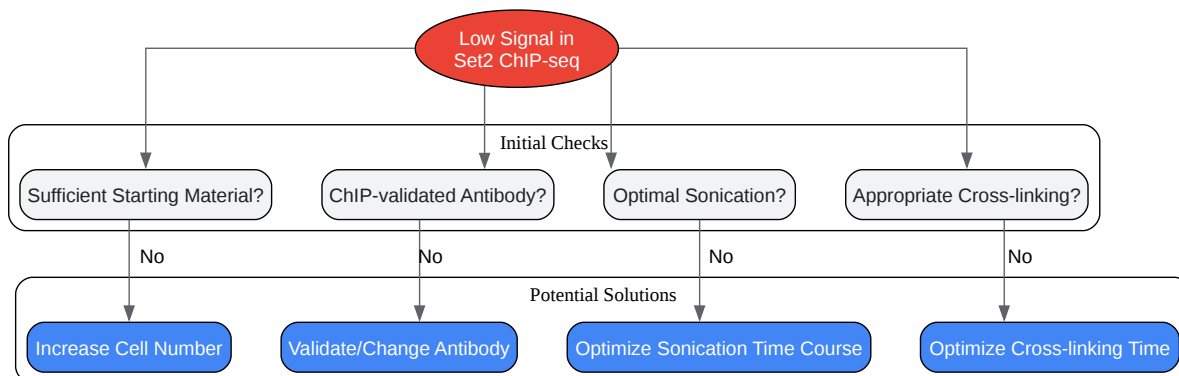 Low Signal in
Set2 ChIP-seq
Initial Checks
Sufficient Starting Material?
ChIP-validated Antibody?
Optimal Sonication?
Appropriate Cross-linking?
No
No
No
No
Potential Solutions
Increase Cell Number
Validate/Change Antibody
Optimize Sonication Time Course
Optimize Cross-linking Time